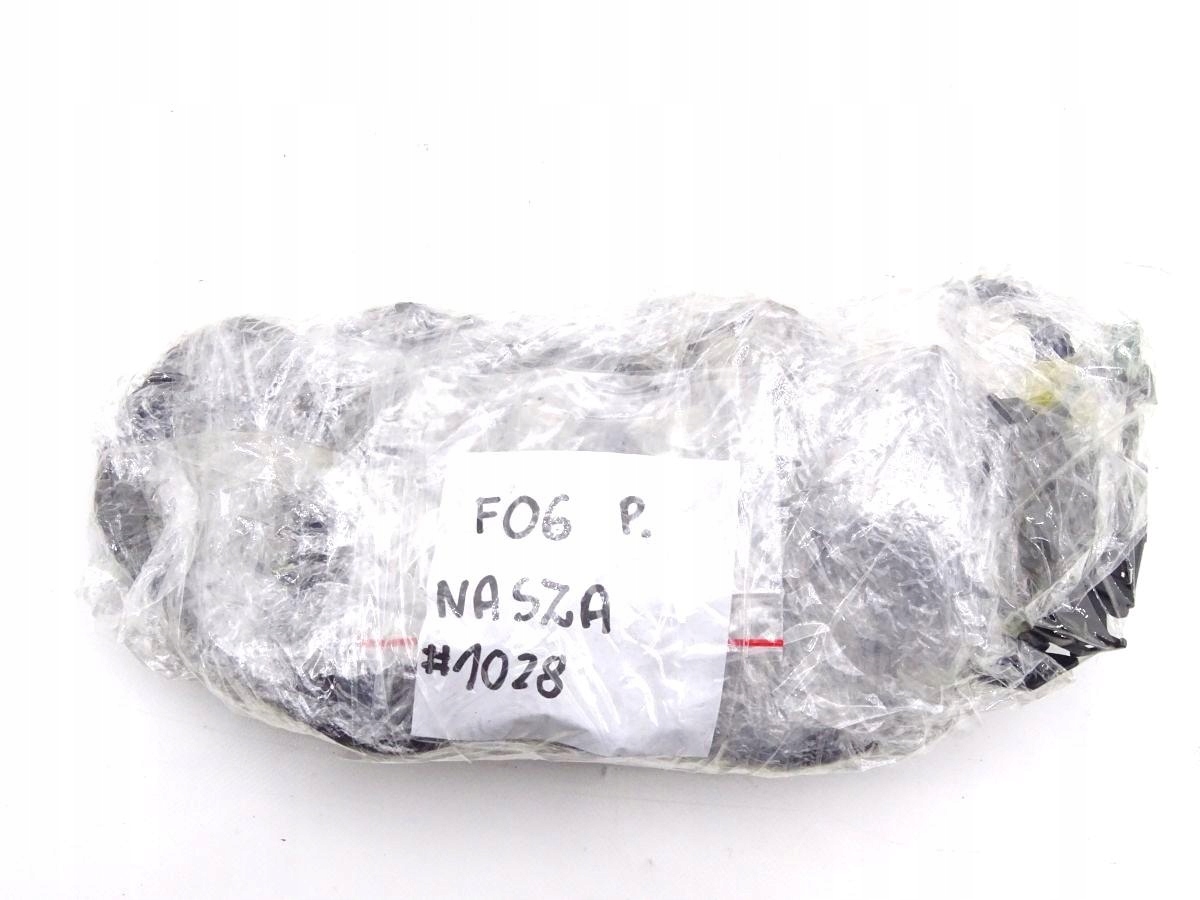 F06 P.
NASZA
#1028